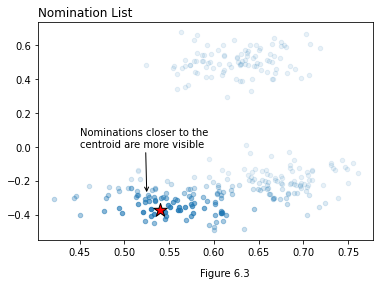 Nomination List
0.6
0.4
0.2
0.0
−0.2
−0.4
Nominations closer to the
centroid are more visible
0.45 0.50 0.55 0.60 0.65 0.70 0.75
Figure 6.3